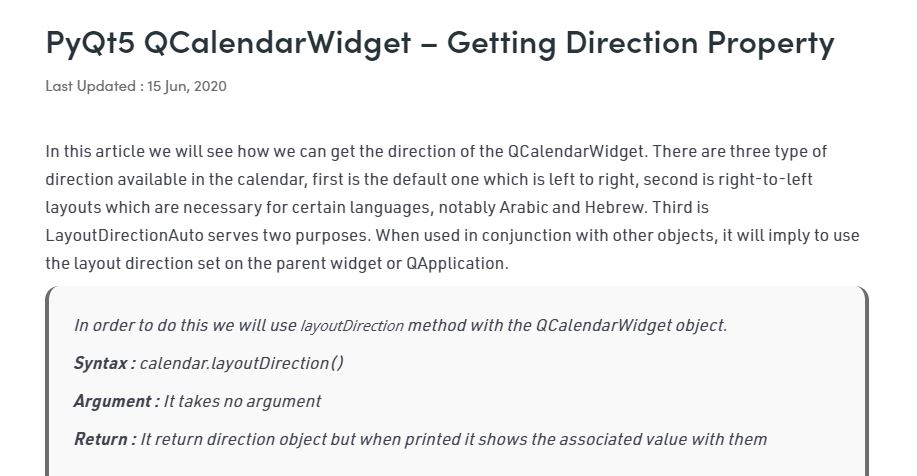 PyQt5 QCalendarWidget – Getting Direction Property
Last Updated : 15 Jun, 2020
In this article we will see how we can get the direction of the QCalendarWidget. There are three type of
direction available in the calendar, first is the default one which is left to right, second is right-to-left
layouts which are necessary for certain languages, notably Arabic and Hebrew. Third is
LayoutDirectionAuto serves two purposes. When used in conjunction with other objects, it will imply to use
the layout direction set on the parent widget or QApplication.
In order to do this we will use layoutDirection method with the QCalendarWidget object.
Syntax : calendar.layoutDirection()
Argument : It takes no argument
Return : It return direction object but when printed it shows the associated value with them